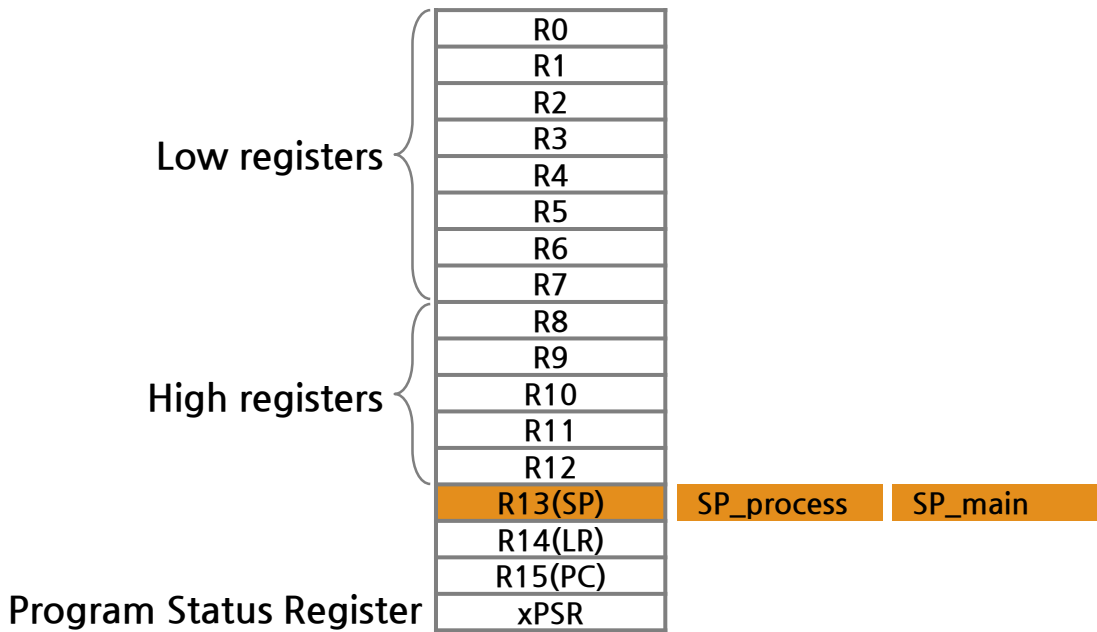 R0
R1
R2
R3
Low registers
R4
R5
R6
R7
R8
R9
High registers
R10
R11
R12
R13(SP) SP_process SP_main
R14(LR)
R15(PC)
Program Status Register xPSR